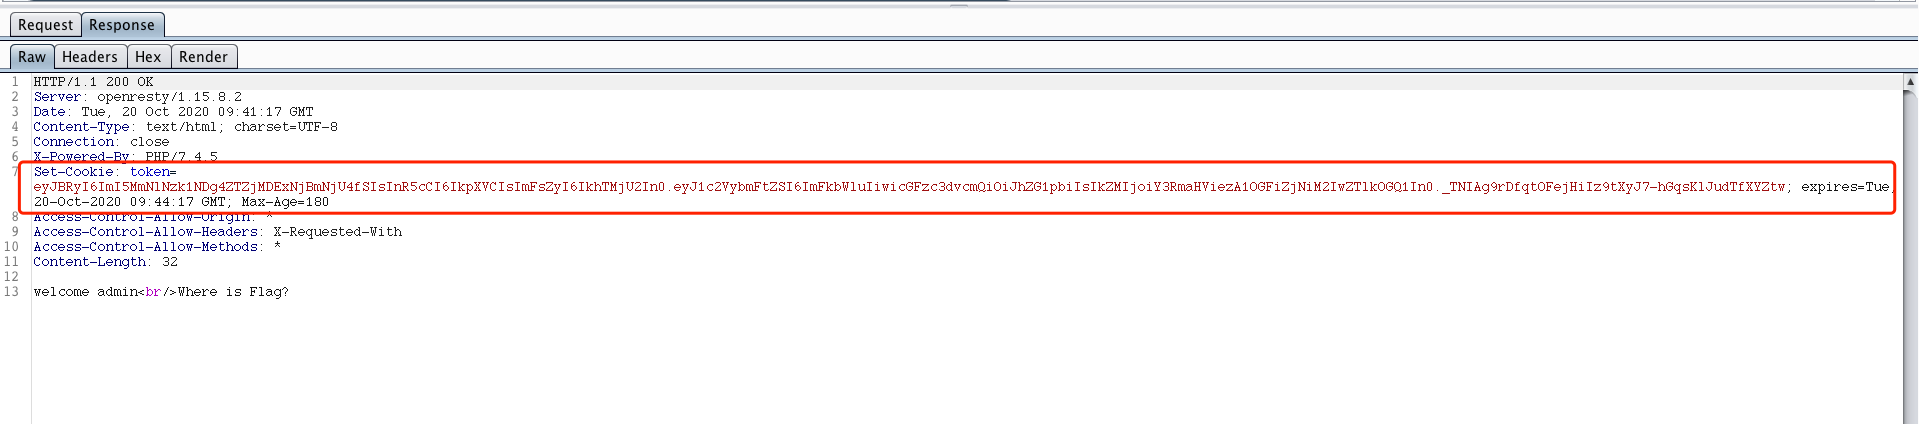 Request Response
Raw Headers Hex Render
1 HTTP/1.1 200 OK
2 Server: openresty/1.15.8.2
3 Date: Tue, 20 Oct 2020 09:41:17 GMT
4 Content-Type: text/html; charset=UTF-8
5 Connection: close
6 X-Powered-By: PHP/7.4.5
7 Set-Cookie: token=
eyJBRyI6ImI5MmNlNzk1NDg4ZTZjMDExNjBmNjU4fSIsInR5cCI6IkpXVCIsImFsZyI6IkhTMjU2In0.eyJ1c2VybmFtZSI6ImFkbWluIiwicGFzc3dvcmQiOiJhZG1pbiIsIkZMIjoiY3RmaHViezA1OGFiZjNiM2IwZTlkOGQ1In0._TNIAg9rDfqtOFejHiIz9tXyJ7-hGqsKlJudTfXYZtw; expires=Tue,
20-Oct-2020 09:44:17 GMT; Max-Age=180
8 Access-Control-Allow-Origin: *
9 Access-Control-Allow-Headers: X-Requested-With
10 Access-Control-Allow-Methods: *
11 Content-Length: 32
12
13 welcome admin<br/>Where is Flag?